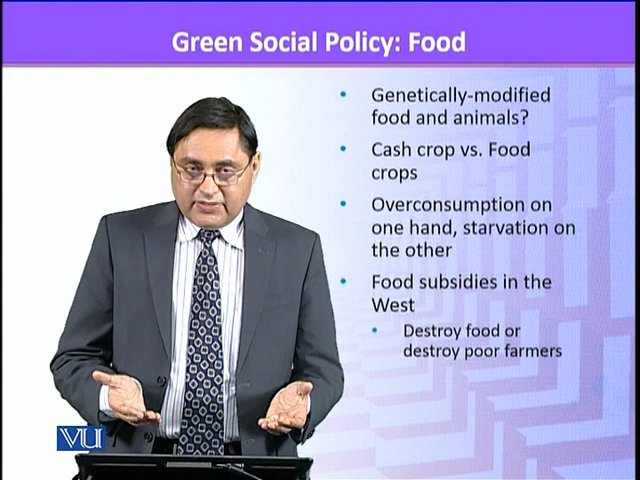 Green Social Policy: Food
• Genetically-modified
food and animals?
• Cash crop vs. Food
crops
• Overconsumption on
one hand, starvation on
the other
• Food subsidies in the
West
• Destroy food or
destroy poor farmers
VU